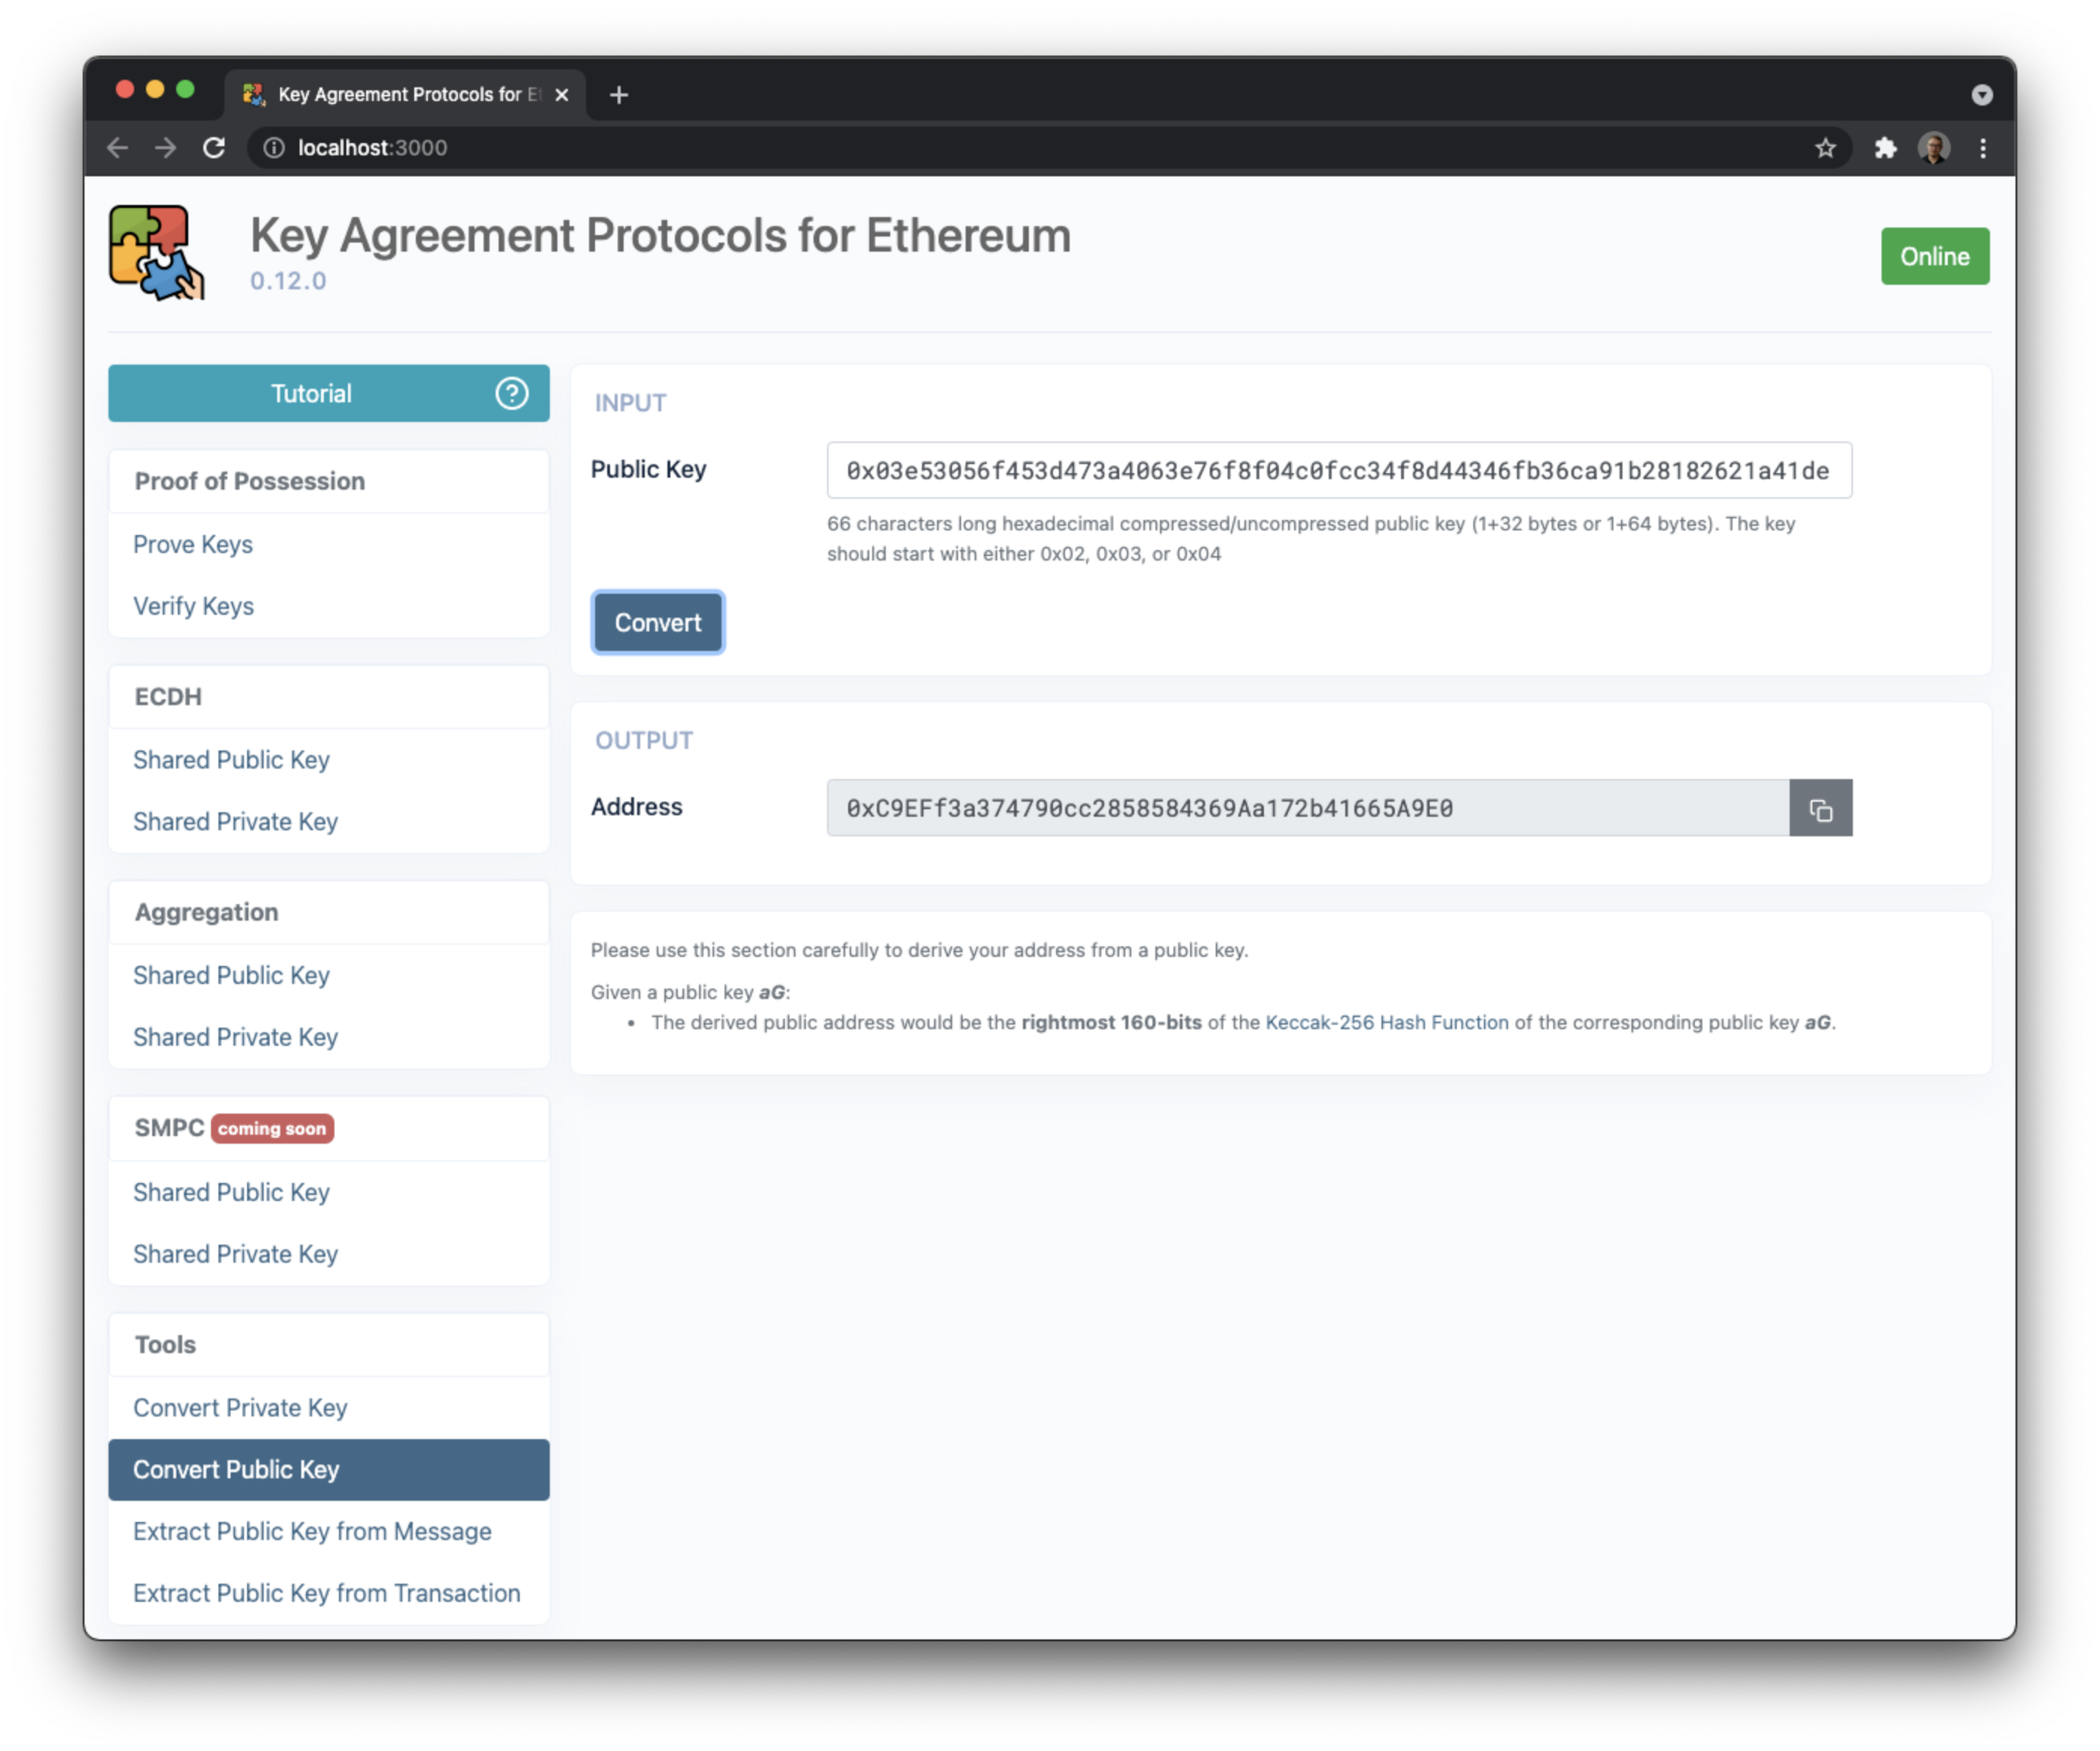 Key Agreement Protocols for Et
localhost:3000
Key Agreement Protocols for Ethereum
0.12.0
Online
Tutorial
Proof of Possession
Prove Keys
Verify Keys
ECDH
Shared Public Key
Shared Private Key
Aggregation
Shared Public Key
Shared Private Key
SMPC coming soon
Shared Public Key
Shared Private Key
Tools
Convert Private Key
Convert Public Key
Extract Public Key from Message
Extract Public Key from Transaction
INPUT
Public Key
0x03e53056f453d473a4063e76f8f04c0fcc34f8d44346fb36ca91b28182621a41de
66 characters long hexadecimal compressed/uncompressed public key (1+32 bytes or 1+64 bytes). The key
should start with either 0x02, 0x03, or 0x04
Convert
OUTPUT
Address
0xC9EFf3a374790cc2858584369Aa172b41665A9E0
Please use this section carefully to derive your address from a public key.
Given a public key aG:
• The derived public address would be the rightmost 160-bits of the Keccak-256 Hash Function of the corresponding public key aG.